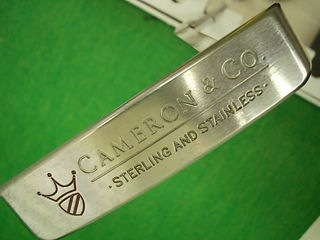 CAMERON & CO.
·STERLING AND STAINLESS·